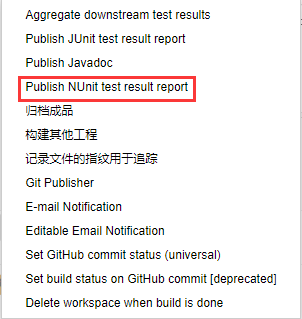 Aggregate downstream test results
Publish JUnit test result report
Publish Javadoc
Publish NUnit test result report
归档成品
构建其他工程
记录文件的指纹用于追踪
Git Publisher
E-mail Notification
Editable Email Notification
Set GitHub commit status (universal)
Set build status on GitHub commit [deprecated]
Delete workspace when build is done